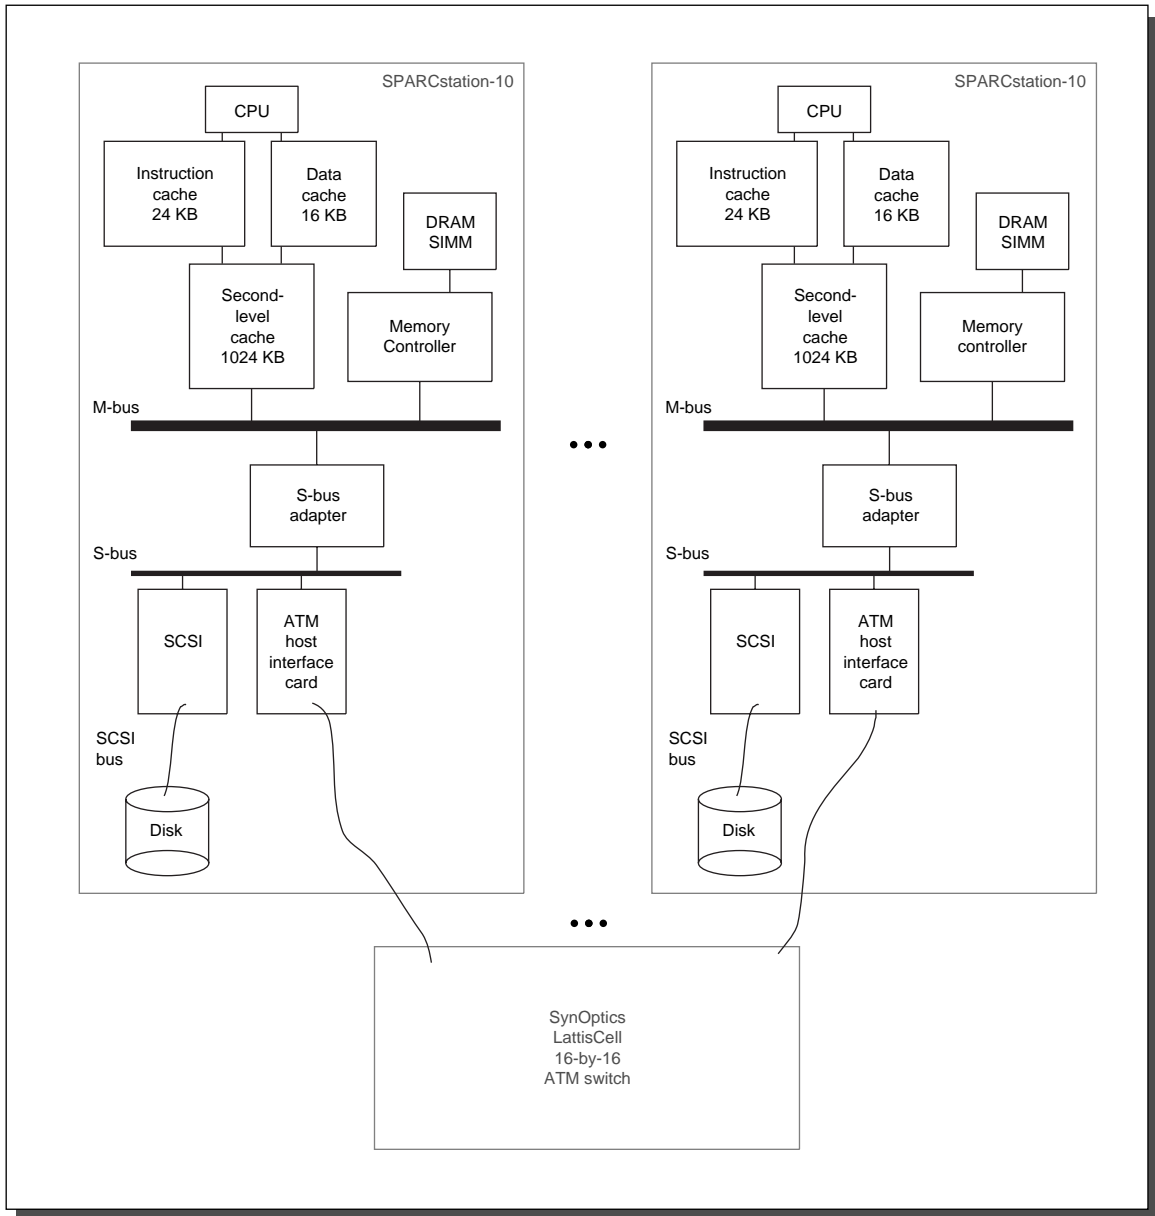 SPARCstation-10
CPU
Instruction
cache
24 KB
Data
cache
16 KB
DRAM
SIMM
Second-
level
cache
1024 KB
Memory
Controller
M-bus
S-bus
adapter
S-bus
SCSI
ATM
host
interface
card
SCSI
bus
Disk
SPARCstation-10
CPU
Instruction
cache
24 KB
Data
cache
16 KB
DRAM
SIMM
Second-
level
cache
1024 KB
Memory
controller
M-bus
S-bus
adapter
S-bus
SCSI
ATM
host
interface
card
SCSI
bus
Disk
•••
•••
SynOptics
LattisCell
16-by-16
ATM switch